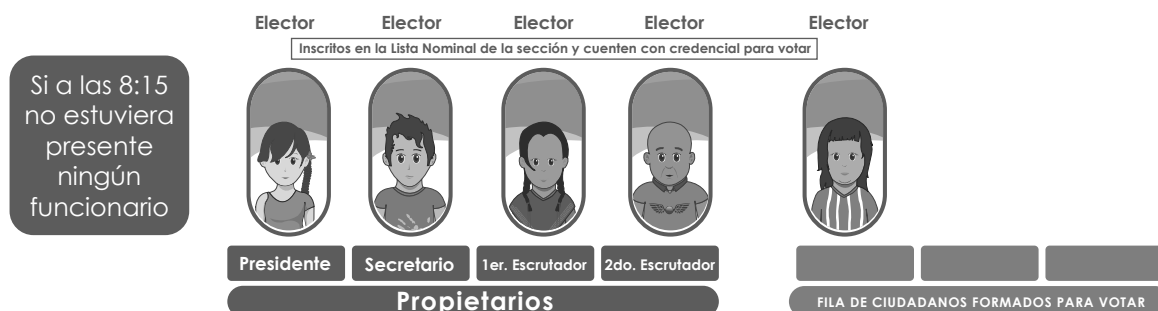 Elector Elector Elector Elector Elector
Inscritos en la Lista Nominal de la sección y cuenten con credencial para votar
Si a las 8:15
no estuviera
presente
ningún
funcionario
Presidente Secretario 1er. Escrutador 2do. Escrutador
Propietarios
FILA DE CIUDADANOS FORMADOS PARA VOTAR